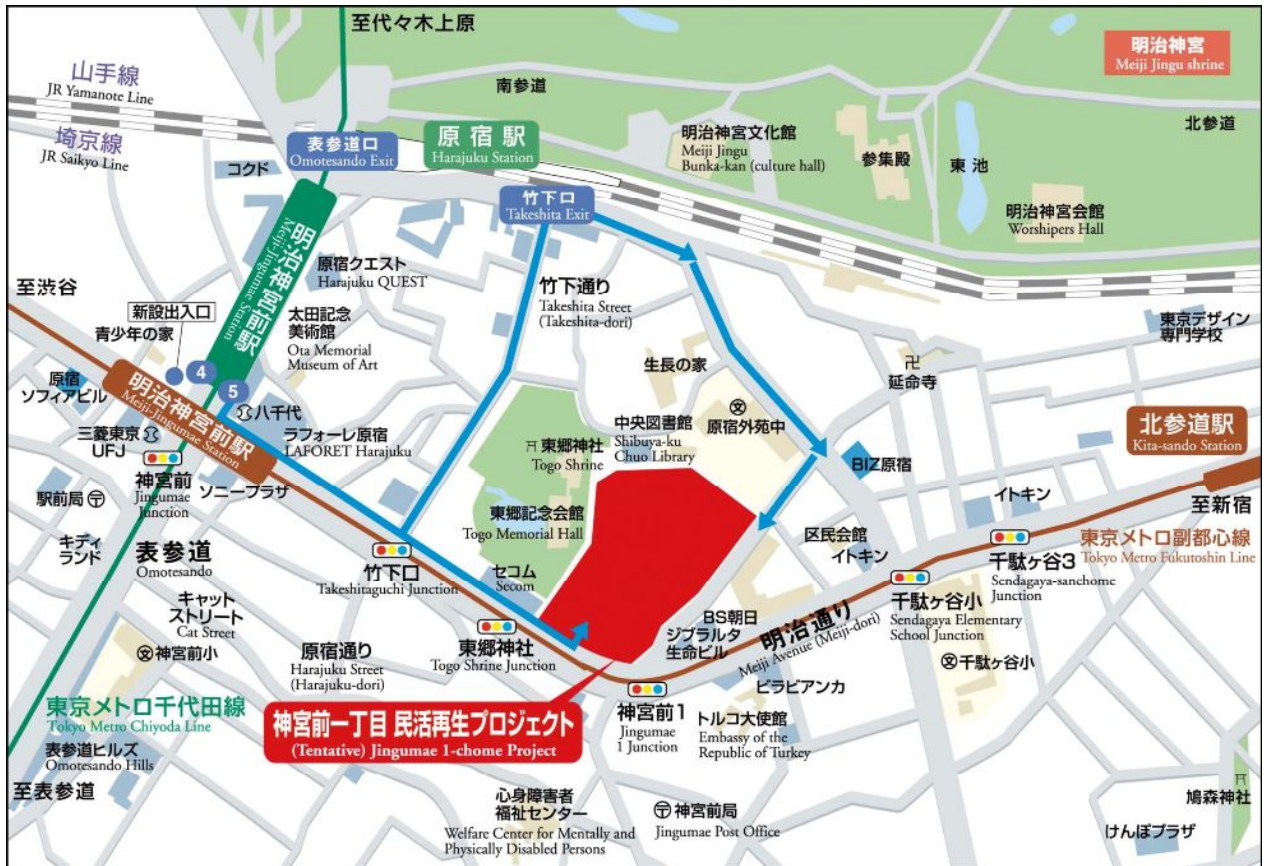 至代々木上原
明治神宮
Meiji Jingu shrine
山手線
JR Yamanote Line
埼京線
JR Saikyo Line
南参道
北参道
表参道口
Omotesando Exit
原宿駅
Harajuku Station
明治神宮文化館
Meiji Jingu
Bunka-kan (culture hall)
参集殿
東池
コクド
竹下口
Takeshita Exit
明治神宮会館
Worshipers Hall
明治神宮前駅
Meiji-Jingumae Station
原宿クエスト
Harajuku QUEST
至渋谷
新設出入口
青少年の家
太田記念
美術館
Ota Memorial
Museum of Art
竹下通り
Takeshita Street
(Takeshita-dori)
東京デザイン
専門学校
生長の家
卍
延命寺
原宿
ソフィアビル
4
5
明治神宮前駅
Meiji-Jingumae Station
八千代
三菱東京
UFJ
ラフォーレ原宿
LAFORET Harajuku
中央図書館
Shibuya-ku
Chuo Library
文
原宿外苑中
東郷神社
Togo Shrine
北参道駅
Kita-sando Station
BIZ原宿
神宮前
Jingumae
Junction
ソニープラザ
駅前局
イトキン
至新宿
東郷記念会館
Togo Memorial Hall
区民会館
イトキン
東京メトロ副都心線
Tokyo Metro Fukutoshin Line
キディ
ランド
表参道
Omotesando
竹下口
Takeshitaguchi Junction
セコム
Secom
千駄ヶ谷3
Sendagaya-sanchome
Junction
キャット
ストリート
Cat Street
千駄ヶ谷小
Sendagaya Elementary
School Junction
BS朝日
ジブラルタ
生命ビル
明治通り
Meiji Avenue (Meiji-dori)
文
神宮前小
原宿通り
Harajuku Street
(Harajuku-dori)
東郷神社
Togo Shrine Junction
文
千駄ヶ谷小
ビラビアンカ
東京メトロ千代田線
Tokyo Metro Chiyoda Line
神宮前一丁目 民活再生プロジェクト
(Tentative) Jingumae 1-chome Project
神宮前1
Jingumae
1 Junction
トルコ大使館
Embassy of the
Republic of Turkey
表参道ヒルズ
Omotesando Hills
至表参道
心身障害者
福祉センター
Welfare Center for Mentally and
Physically Disabled Persons
〒神宮前局
Jingumae Post Office
鳩森神社
けんぽプラザ